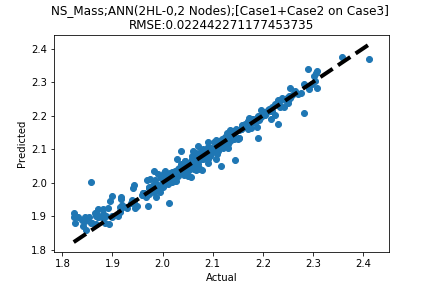 NS_Mass;ANN(2HL-0,2 Nodes);[Case1+Case2 on Case3]
RMSE:0.022442271177453735
2.4
2.3
2.2
2.1
2.0
1.9
1.8
Predicted
1.8 1.9 2.0 2.1 2.2 2.3 2.4
Actual